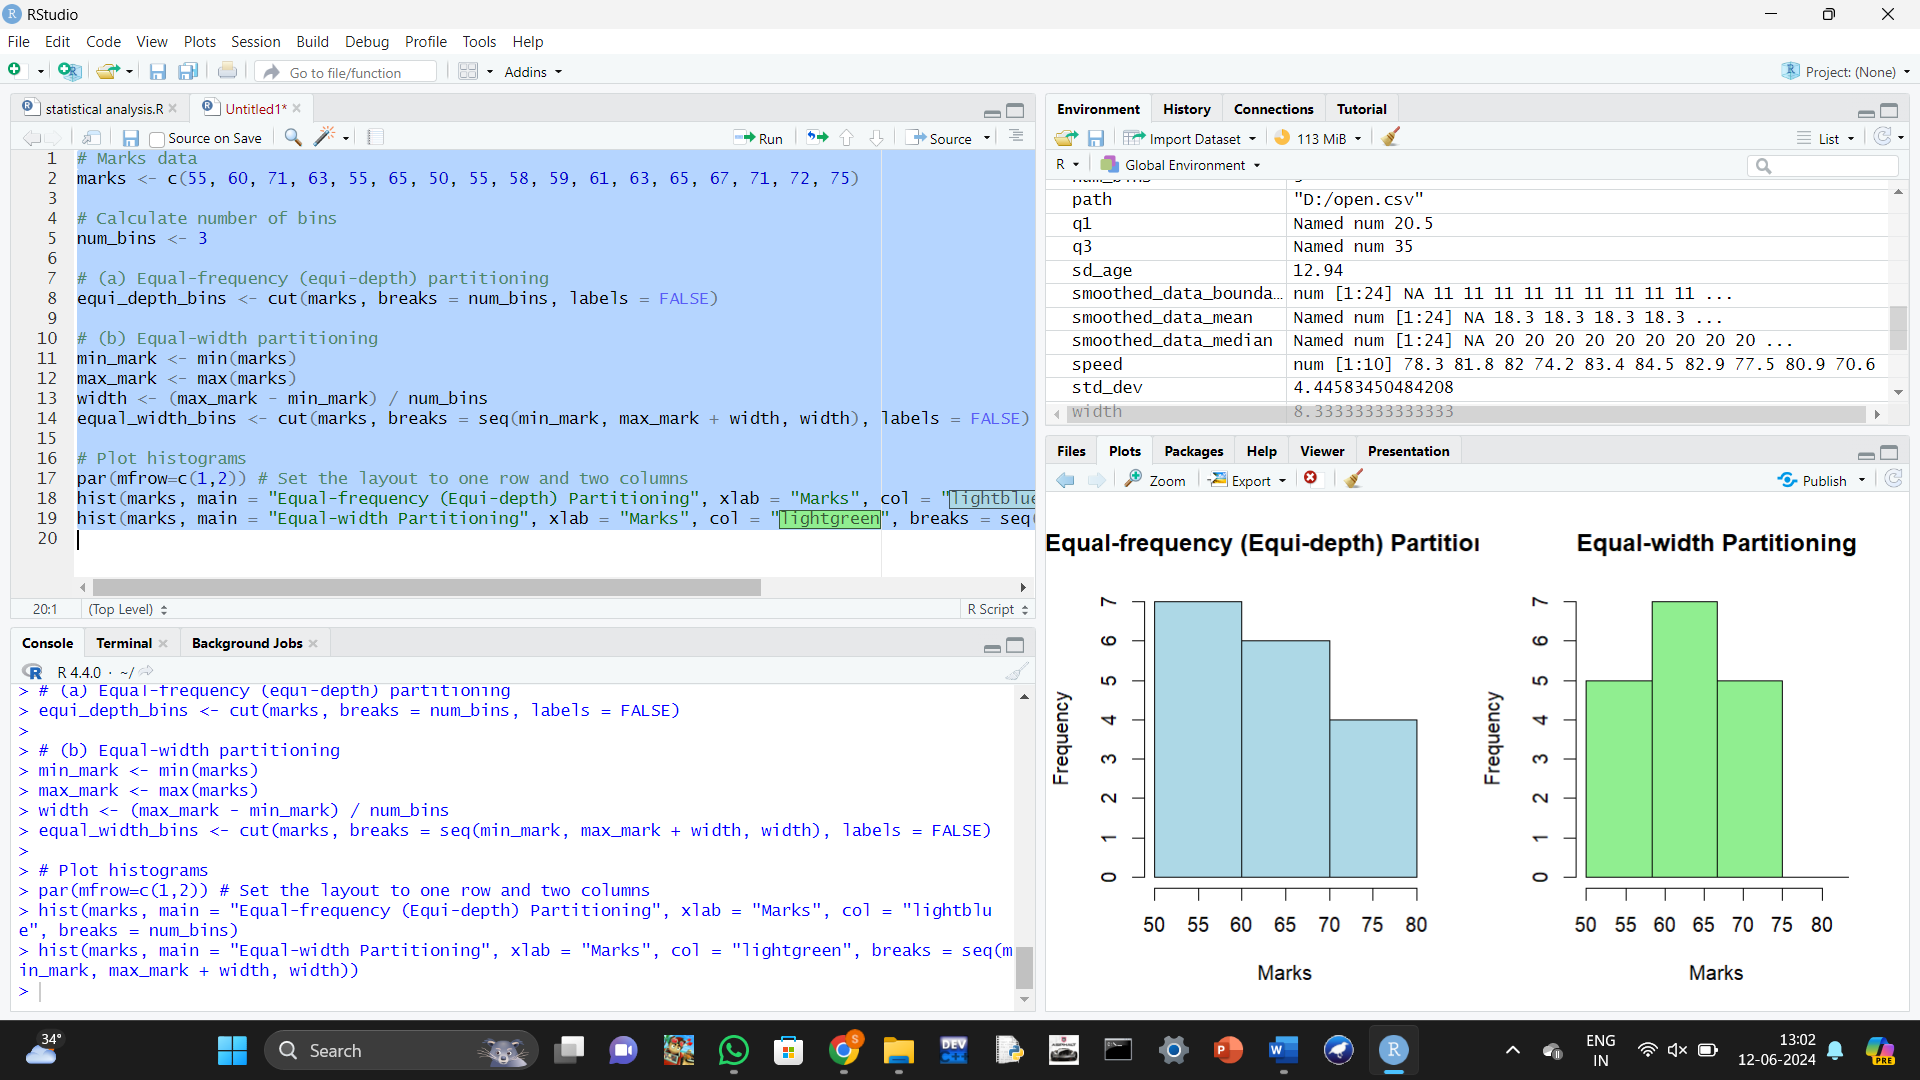 RStudio
File Edit Code View Plots Session Build Debug Profile Tools Help
Go to file/function Addins Project: (None)
statistical analysis.R Untitled1*
Source on Save Run Source
1 # Marks data
2 marks <- c(55, 60, 71, 63, 55, 65, 50, 55, 58, 59, 61, 63, 65, 67, 71, 72, 75)
3
4 # Calculate number of bins
5 num_bins <- 3
6
7 # (a) Equal-frequency (equi-depth) partitioning
8 equi_depth_bins <- cut(marks, breaks = num_bins, labels = FALSE)
9
10 # (b) Equal-width partitioning
11 min_mark <- min(marks)
12 max_mark <- max(marks)
13 width <- (max_mark - min_mark) / num_bins
14 equal_width_bins <- cut(marks, breaks = seq(min_mark, max_mark + width, width), labels = FALSE)
15
16 # Plot histograms
17 par(mfrow=c(1,2)) # Set the layout to one row and two columns
18 hist(marks, main = "Equal-frequency (Equi-depth) Partitioning", xlab = "Marks", col = "lightblue
19 hist(marks, main = "Equal-width Partitioning", xlab = "Marks", col = "lightgreen", breaks = seq(
20
20:1 (Top Level) R Script
Console Terminal Background Jobs
R 4.4.0 · ~/
> # (a) Equal-frequency (equi-depth) partitioning
> equi_depth_bins <- cut(marks, breaks = num_bins, labels = FALSE)
>
> # (b) Equal-width partitioning
> min_mark <- min(marks)
> max_mark <- max(marks)
> width <- (max_mark - min_mark) / num_bins
> equal_width_bins <- cut(marks, breaks = seq(min_mark, max_mark + width, width), labels = FALSE)
>
> # Plot histograms
> par(mfrow=c(1,2)) # Set the layout to one row and two columns
> hist(marks, main = "Equal-frequency (Equi-depth) Partitioning", xlab = "Marks", col = "lightblu
e", breaks = num_bins)
> hist(marks, main = "Equal-width Partitioning", xlab = "Marks", col = "lightgreen", breaks = seq(m
in_mark, max_mark + width, width))
>
Environment History Connections Tutorial
Import Dataset 113 MiB List
R Global Environment
path "D:/open.csv"
q1 Named num 20.5
q3 Named num 35
sd_age 12.94
smoothed_data_bounda… num [1:24] NA 11 11 11 11 11 11 11 11 ...
smoothed_data_mean Named num [1:24] NA 18.3 18.3 18.3 18.3 ...
smoothed_data_median Named num [1:24] NA 20 20 20 20 20 20 20 20 ...
speed num [1:10] 78.3 81.8 82 74.2 83.4 84.5 82.9 77.5 80.9 70.6
std_dev 4.44583450484208
width 8.33333333333333
Files Plots Packages Help Viewer Presentation
Zoom Export Publish
Equal-frequency (Equi-depth) Partitio
Frequency
7
6
5
4
3
2
1
0
50 55 60 65 70 75 80
Marks
Equal-width Partitioning
Frequency
7
6
5
4
3
2
1
0
50 55 60 65 70 75 80
Marks
34°
Search
DEV
C++
ENG
IN
13:02
12-06-2024
PRE